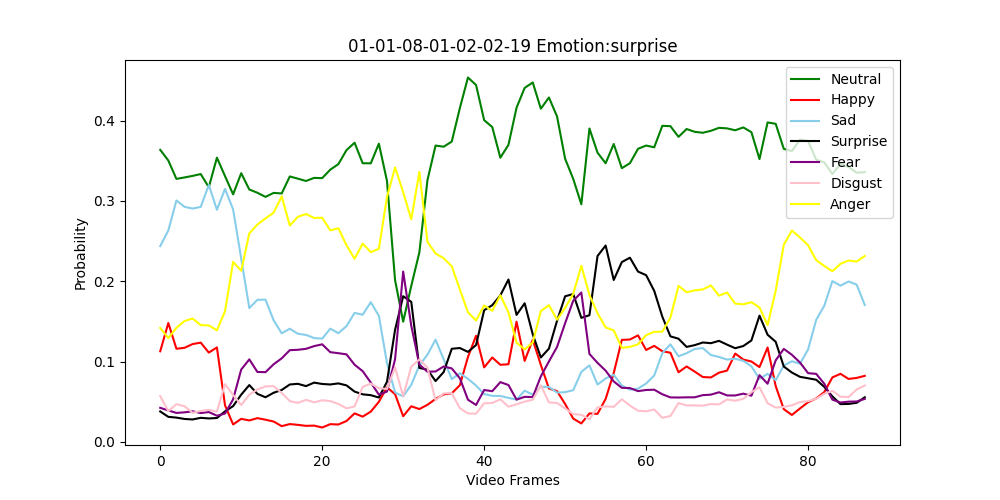 01-01-08-01-02-02-19 Emotion:surprise
Probability
0.4
0.3
0.2
0.1
0.0
0
20
40
60
80
Video Frames
Neutral
Happy
Sad
Surprise
Fear
Disgust
Anger